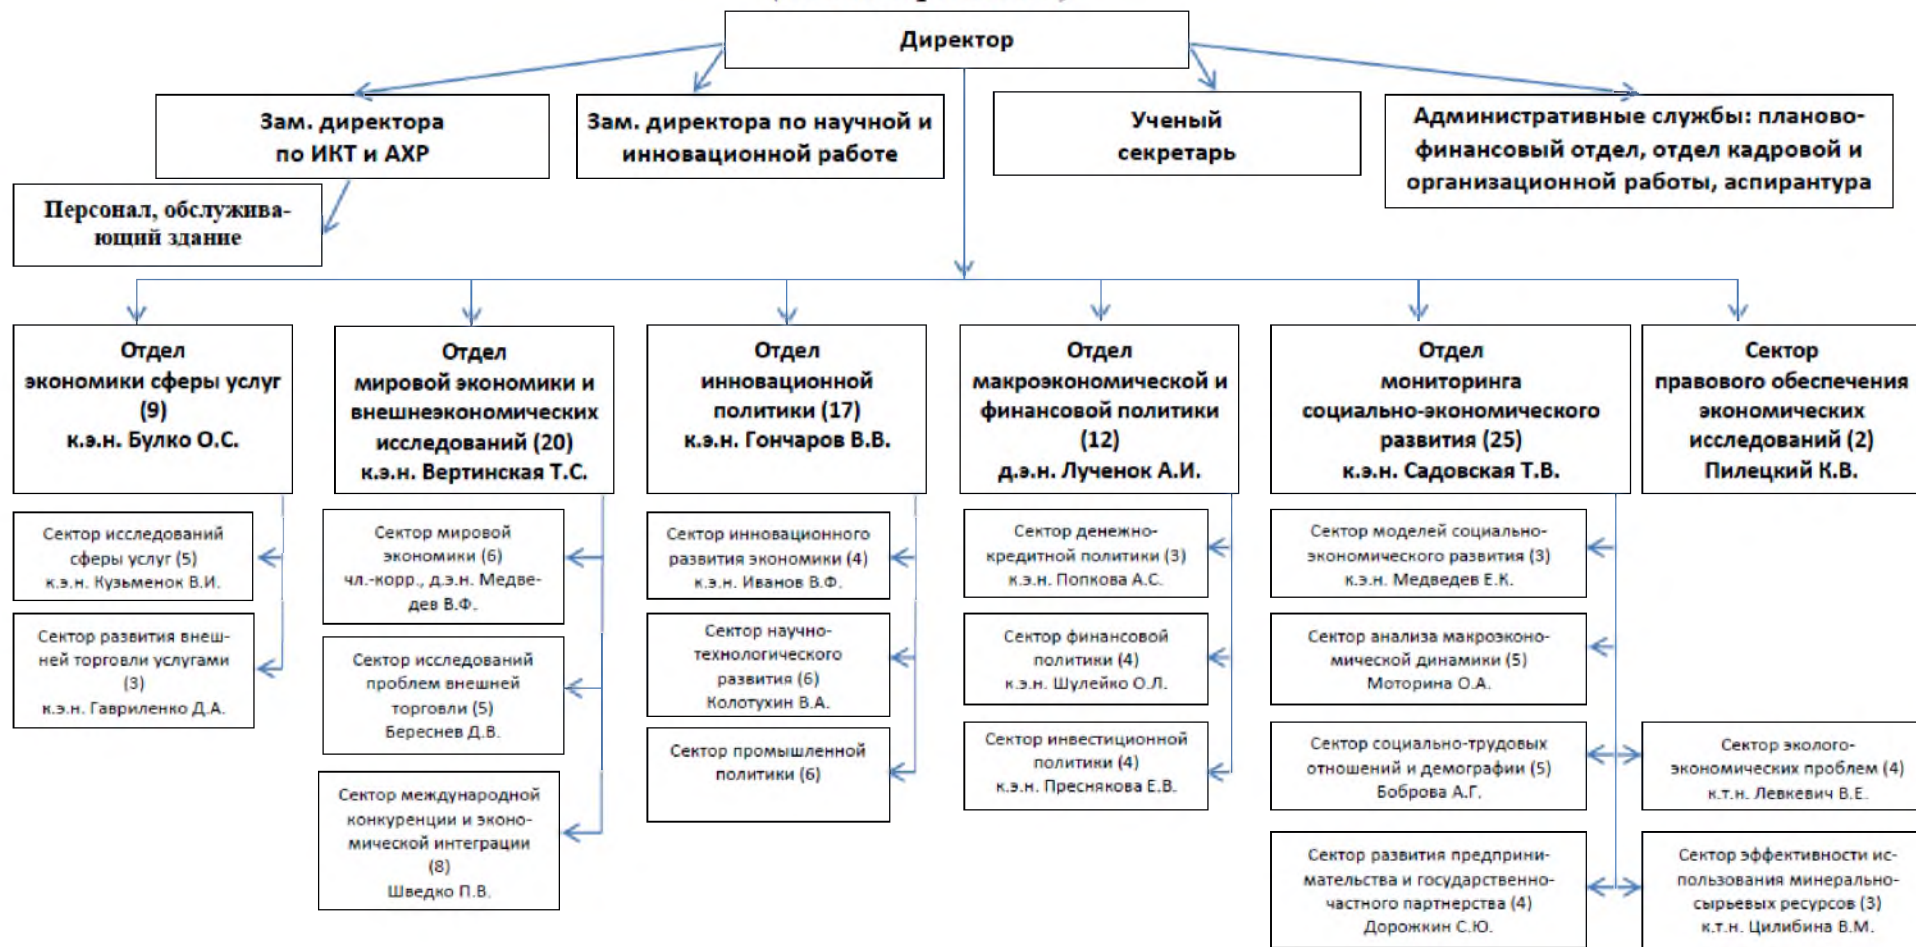 Директор
Зам. директора
по ИКТ и АХР
Зам. директора по научной и
инновационной работе
Ученый
секретарь
Административные службы: планово-
финансовый отдел, отдел кадровой и
организационной работы, аспирантура
Персонал, обслужива-
ющий здание
Отдел
экономики сферы услуг
(9)
к.э.н. Булко О.С.
Отдел
мировой экономики и
внешнеэкономических
исследований (20)
к.э.н. Вертинская Т.С.
Отдел
инновационной
политики (17)
к.э.н. Гончаров В.В.
Отдел
макроэкономической и
финансовой политики
(12)
д.э.н. Лученок А.И.
Отдел
мониторинга
социально-экономического
развития (25)
к.э.н. Садовская Т.В.
Сектор
правового обеспечения
экономических
исследований (2)
Пилецкий К.В.
Сектор исследований
сферы услуг (5)
к.э.н. Кузьменок В.И.
Сектор развития внеш-
ней торговли услугами
(3)
к.э.н. Гавриленко Д.А.
Сектор мировой
экономики (6)
чл.-корр., д.э.н. Медве-
дев В.Ф.
Сектор исследований
проблем внешней
торговли (5)
Береснев Д.В.
Сектор международной
конкуренции и эконо-
мической интеграции
(8)
Шведко П.В.
Сектор инновационного
развития экономики (4)
к.э.н. Иванов В.Ф.
Сектор научно-
технологического
развития (6)
Колотухин В.А.
Сектор промышленной
политики (6)
Сектор денежно-
кредитной политики (3)
к.э.н. Попкова А.С.
Сектор финансовой
политики (4)
к.э.н. Шулейко О.Л.
Сектор инвестиционной
политики (4)
к.э.н. Преснякова Е.В.
Сектор моделей социально-
экономического развития (3)
к.э.н. Медведев Е.К.
Сектор анализа макроэконо-
мической динамики (5)
Моторина О.А.
Сектор социально-трудовых
отношений и демографии (5)
Боброва А.Г.
Сектор развития предприни-
мательства и государственно-
частного партнерства (4)
Дорожкин С.Ю.
Сектор эколого-
экономических проблем (4)
к.т.н. Левкевич В.Е.
Сектор эффективности ис-
пользования минерально-
сырьевых ресурсов (3)
к.т.н. Цилибина В.М.